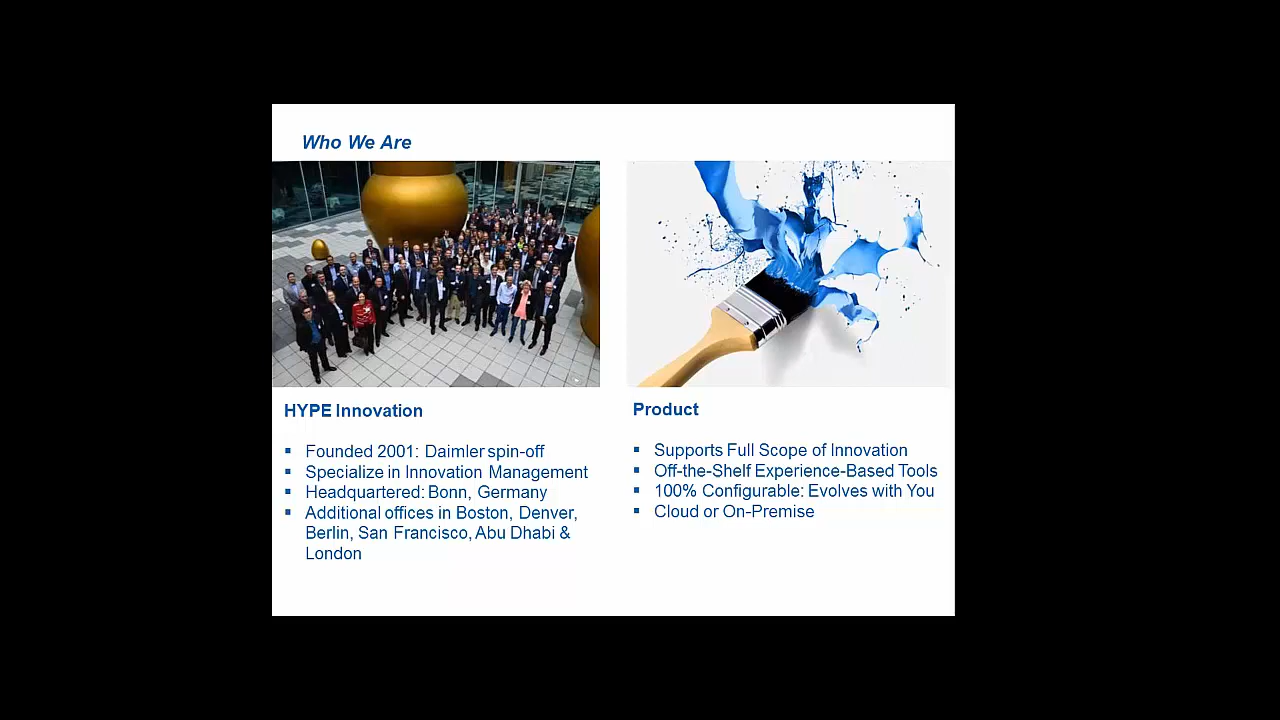 Who We Are
HYPE Innovation
▪ Founded 2001: Daimler spin-off
▪ Specialize in Innovation Management
▪ Headquartered: Bonn, Germany
▪ Additional offices in Boston, Denver,
Berlin, San Francisco, Abu Dhabi &
London
Product
▪ Supports Full Scope of Innovation
▪ Off-the-Shelf Experience-Based Tools
▪ 100% Configurable: Evolves with You
▪ Cloud or On-Premise